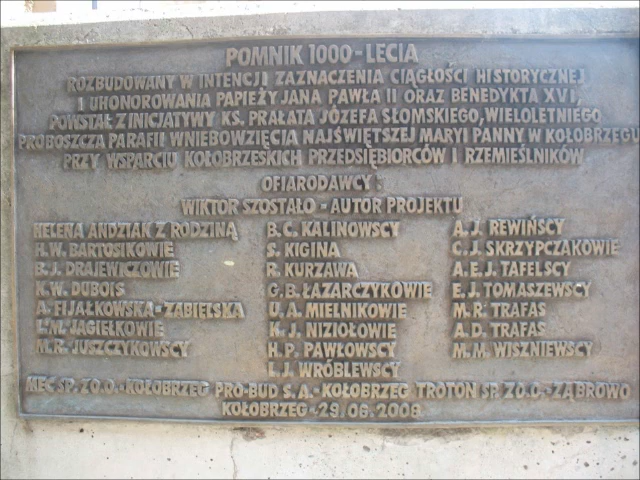 POMNIK 1000-LECIA
ROZBUDOWANY W INTENCJI ZAZNACZENIA CIĄGŁOŚCI HISTORYCZNEJ
I UHONOROWANIA PAPIEŻY JANA PAWŁA II ORAZ BENEDYKTA XVI,
POWSTAŁ Z INICJATYWY KS. PRAŁATA JÓZEFA SŁOMSKIEGO, WIELOLETNIEGO
PROBOSZCZA PARAFII WNIEBOWZIĘCIA NAJŚWIĘTSZEJ MARYI PANNY W KOŁOBRZEGU
PRZY WSPARCIU KOŁOBRZESKICH PRZEDSIĘBIORCÓW I RZEMIEŚLNIKÓW
OFIARODAWCY:
WIKTOR SZOSTAŁO - AUTOR PROJEKTU
HELENA ANDZIAK Z RODZINĄ
H.W. BARTOSIKOWIE
B.J. DRAJEWICZOWIE
K.W. DUBOIS
A. FIJAŁKOWSKA-ZABIELSKA
L.M. JAGIEŁKOWIE
M.R. JUSZCZYKOWSCY
B.C. KALINOWSCY
S. KIGINA
R. KURZAWA
G.B. ŁAZARCZYKOWIE
U.A. MIELNIKOWIE
K.J. NIZIOŁOWIE
H.P. PAWŁOWSCY
L.J. WRÓBLEWSCY
A.J. REWIŃSCY
C.J. SKRZYPCZAKOWIE
A.E.J. TAFELSCY
E.J. TOMASZEWSCY
M.R. TRAFAS
A.D. TRAFAS
M.M. WISZNIEWSCY
MEC SP. ZO.O.-KOŁOBRZEG PRO-BUD S.A.-KOŁOBRZEG TROTON SP. ZO.O.-ZĄBROWO
KOŁOBRZEG-29.06.2008